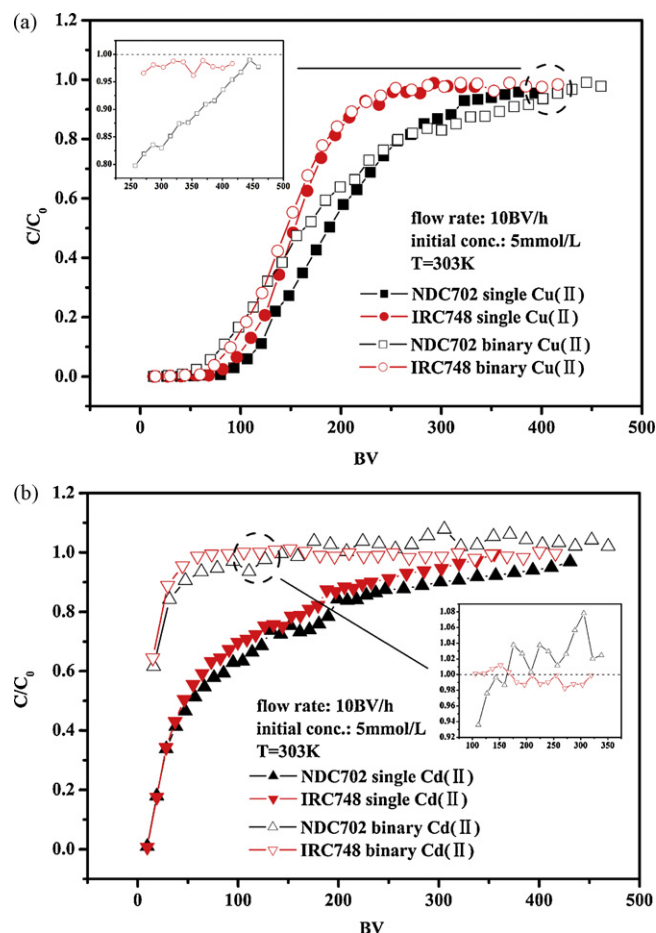 (a)
1.2
1.0
0.8
0.6
0.4
0.2
0.0
C/C0
1.00
0.95
0.90
0.85
0.80
250 300 350 400 450 500
flow rate: 10BV/h
initial conc.: 5mmol/L
T=303K
NDC702 single Cu(Ⅱ)
IRC748 single Cu(Ⅱ)
NDC702 binary Cu(Ⅱ)
IRC748 binary Cu(Ⅱ)
0 100 200 300 400 500
BV
(b)
1.2
1.0
0.8
0.6
0.4
0.2
0.0
C/C0
1.08
1.06
1.04
1.02
1.00
0.98
0.96
0.94
0.92
100 150 200 250 300 350 400
flow rate: 10BV/h
initial conc.: 5mmol/L
T=303K
NDC702 single Cd(Ⅱ)
IRC748 single Cd(Ⅱ)
NDC702 binary Cd(Ⅱ)
IRC748 binary Cd(Ⅱ)
0 100 200 300 400 500
BV